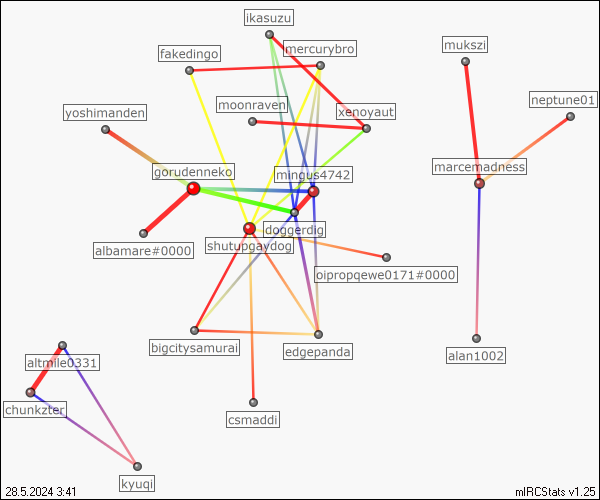 ikasuzu
mukszi
fakedingo
mercurybro
neptune01
moonraven
xenoyaut
yoshimanden
gorudenneko
mingus4742
marcemadness
doggerdig
shutupgaydog
albamare#0000
oipropqewe0171#0000
bigcitysamurai
edgepanda
alan1002
altmile0331
chunkzter
csmaddi
kyuqi
28.5.2024 3:41
mIRCStats v1.25